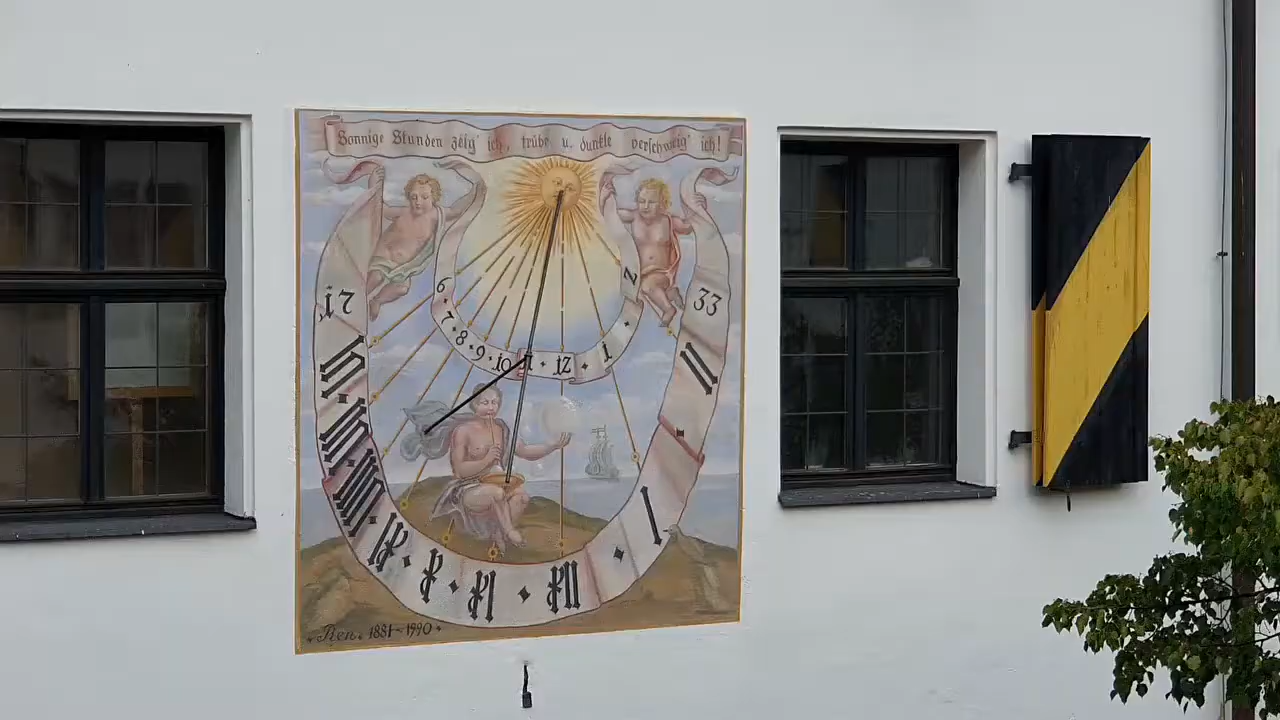 Sonnige Stunden zeig' ich, trübe u. dunkle verschweig' ich!
6 · 7 · 8 · 9 · 10 · 11 · 12 · 1 · 2
17 33
VI · VII · VIII · IX · X · XI · XII · I · II
Ren. 1881-1990